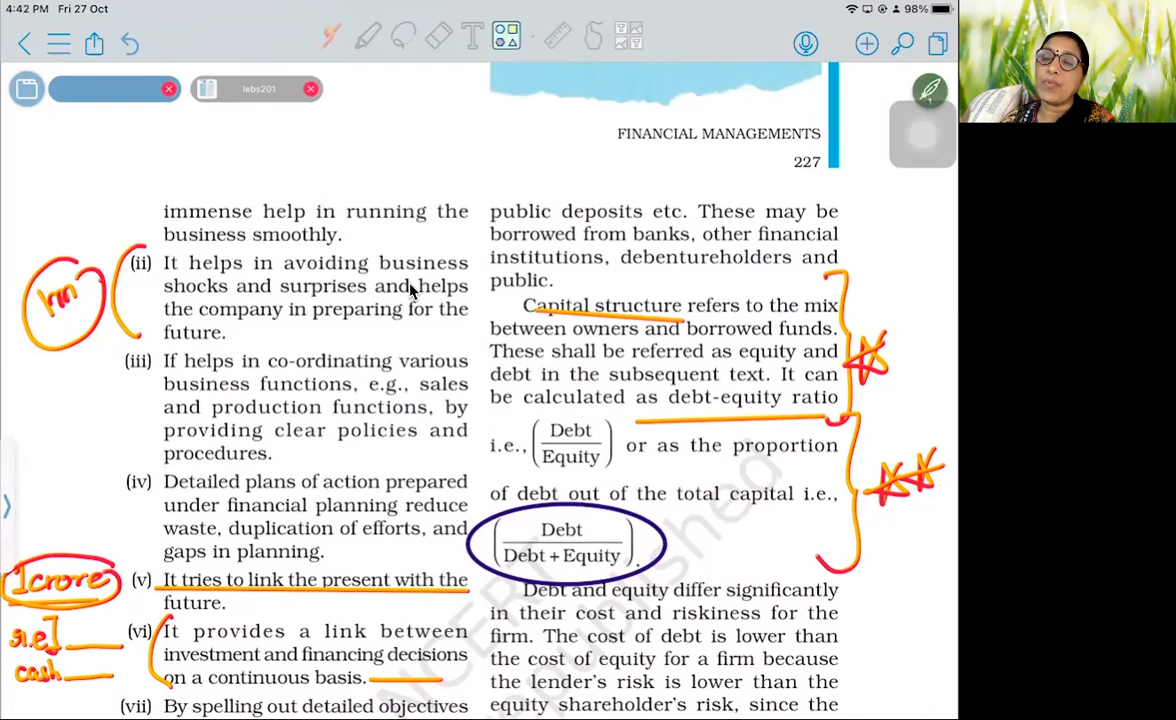 4:42 PM Fri 27 Oct
98%
lebs201
FINANCIAL MANAGEMENTS
227
immense help in running the
business smoothly.
(ii) It helps in avoiding business
shocks and surprises and helps
the company in preparing for the
future.
(iii) If helps in co-ordinating various
business functions, e.g., sales
and production functions, by
providing clear policies and
procedures.
(iv) Detailed plans of action prepared
under financial planning reduce
waste, duplication of efforts, and
gaps in planning.
1crore
(v) It tries to link the present with the
future.
(vi) It provides a link between
investment and financing decisions
cash
on a continuous basis.
(vii) By spelling out detailed objectives
public deposits etc. These may be
borrowed from banks, other financial
institutions, debentureholders and
public.
Capital structure refers to the mix
between owners and borrowed funds.
These shall be referred as equity and
debt in the subsequent text. It can
be calculated as debt-equity ratio
i.e., (Debt
Equity) or as the proportion
of debt out of the total capital i.e.,
(Debt
Debt + Equity).
Debt and equity differ significantly
in their cost and riskiness for the
firm. The cost of debt is lower than
the cost of equity for a firm because
the lender's risk is lower than the
equity shareholder's risk, since the